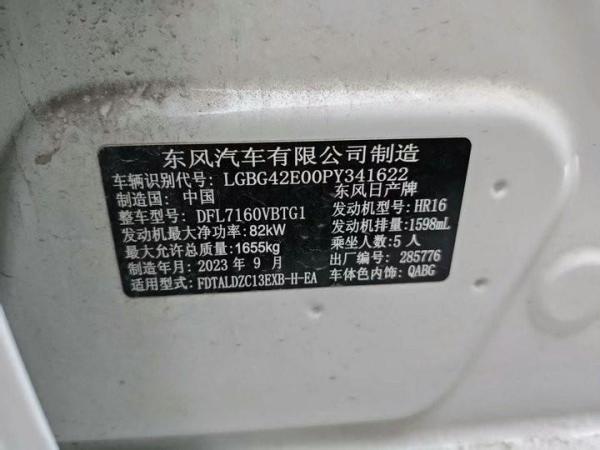 东风汽车有限公司制造
车辆识别代号: LGBG42E00PY341622
制造国: 中国 东风日产牌
整车型号: DFL7160VBTG1 发动机型号: HR16
发动机最大净功率: 82kW 发动机排量: 1598mL
最大允许总质量: 1655kg 乘坐人数: 5 人
制造年月: 2023 年 9 月 出厂编号: 285776
适用型式: FDTALDZC13EXB-H-EA 车体色内饰: QABG